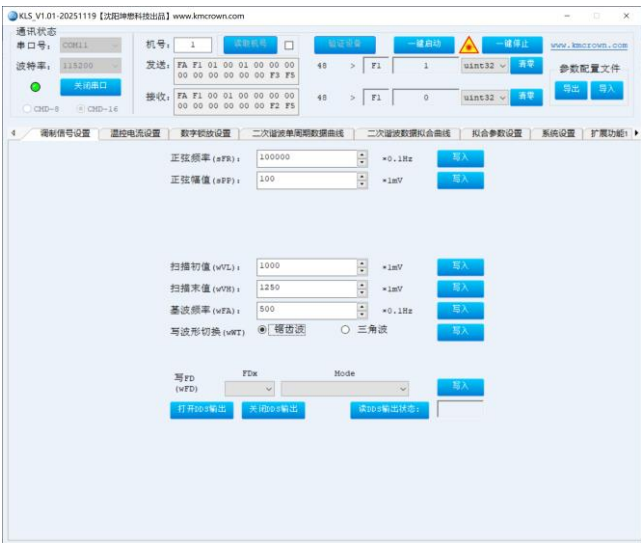 KLS_V1.01-20251119【沈阳坤懋科技出品】www.kmcrown.com
通讯状态
串口号: COM11 机号: 1 读取机号 验证设备 一键启动 一键停止 www.kmcrown.com
波特率: 115200 发送: FA F1 01 00 01 00 00 00 48 > F1 1 uint32 清零 参数配置文件
00 00 00 00 00 00 F3 F5
关闭串口 导出 导入
接收: FA F1 00 01 00 00 00 00 48 > F1 0 uint32 清零
00 00 00 00 00 00 F2 F5
CMD-8 CMD-16
调制信号设置 温控电流设置 数字锁放设置 二次谐波单周期数据曲线 二次谐波数据拟合曲线 拟合参数设置 系统设置 扩展功能
正弦频率(sFR): 100000 *0.1Hz 写入
正弦幅值(sPP): 100 *1mV 写入
扫描初值(wVL): 1000 *1mV 写入
扫描末值(wVH): 1250 *1mV 写入
基波频率(wFA): 500 *0.1Hz 写入
写波形切换(wWT) 锯齿波 三角波 写入
FDx Mode
写FD
(wFD) 写入
打开DDS输出 关闭DDS输出 读DDS输出状态: